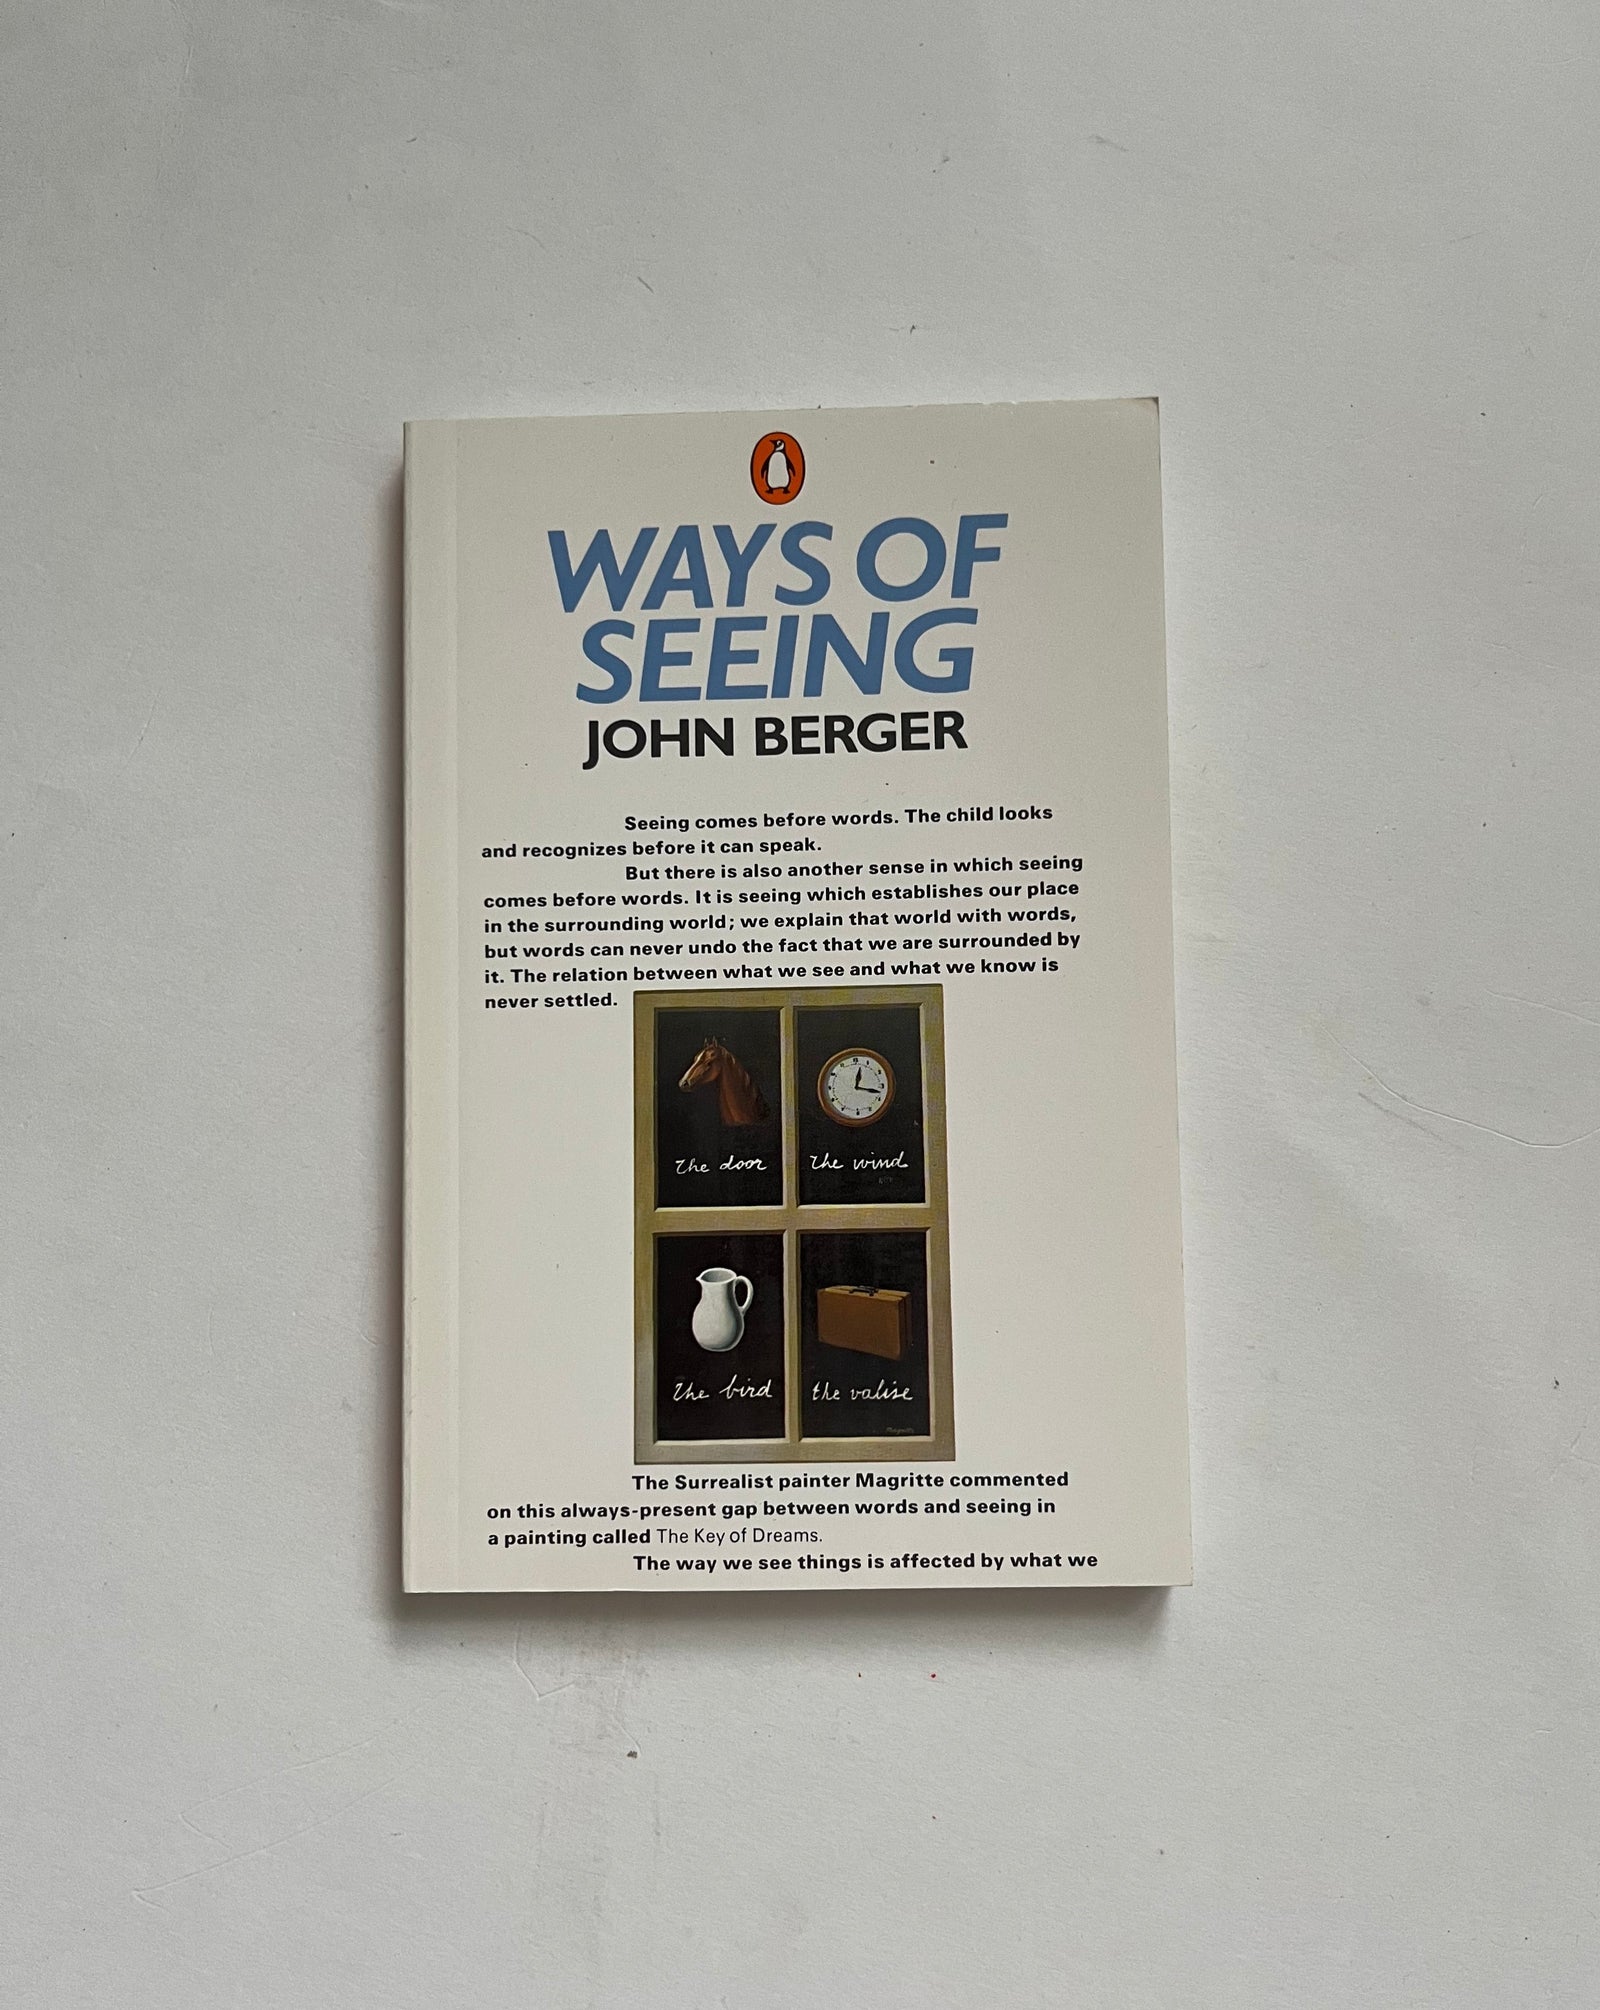 WAYS OF
SEEING
JOHN BERGER
Seeing comes before words. The child looks
and recognizes before it can speak.
But there is also another sense in which seeing
comes before words. It is seeing which establishes our place
in the surrounding world; we explain that world with words,
but words can never undo the fact that we are surrounded by
it. The relation between what we see and what we know is
never settled.
the door
the wind
the bird
the valise
Magritte
The Surrealist painter Magritte commented
on this always-present gap between words and seeing in
a painting called The Key of Dreams.
The way we see things is affected by what we